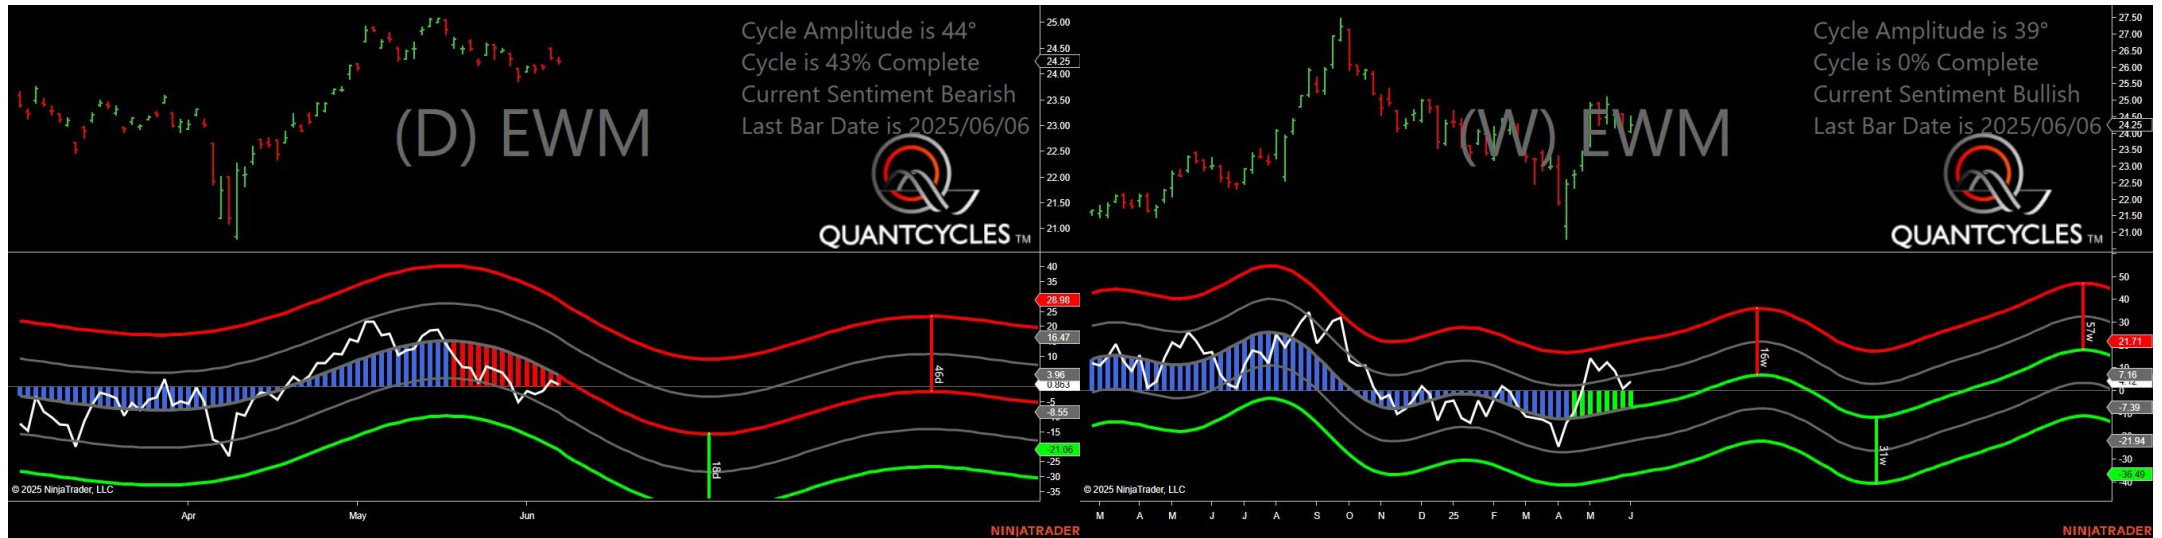 Cycle Amplitude is 44°
Cycle is 43% Complete
Current Sentiment Bearish
Last Bar Date is 2025/06/06
(D) EWM
QUANTCYCLES TM
25.00
24.50
24.25
24.00
23.50
23.00
22.50
22.00
21.50
21.00
40
35
28.98
25
20
16.47
10
3.96
0.863
-5
-8.55
-15
-21.06
-25
-30
-35
46d
18d
© 2025 NinjaTrader, LLC
Apr
May
Jun
NINJATRADER
Cycle Amplitude is 39°
Cycle is 0% Complete
Current Sentiment Bullish
Last Bar Date is 2025/06/06
(W) EWM
QUANTCYCLES TM
27.50
27.00
26.50
26.00
25.50
25.00
24.50
24.25
24.00
23.50
23.00
22.50
22.00
21.50
21.00
50
40
30
21.71
10
7.16
4.12
0
-7.39
-21.94
-30
-36.49
-40
16w
31w
57w
© 2025 NinjaTrader, LLC
M A M J J A S O N D 25 F M A M J
NINJATRADER